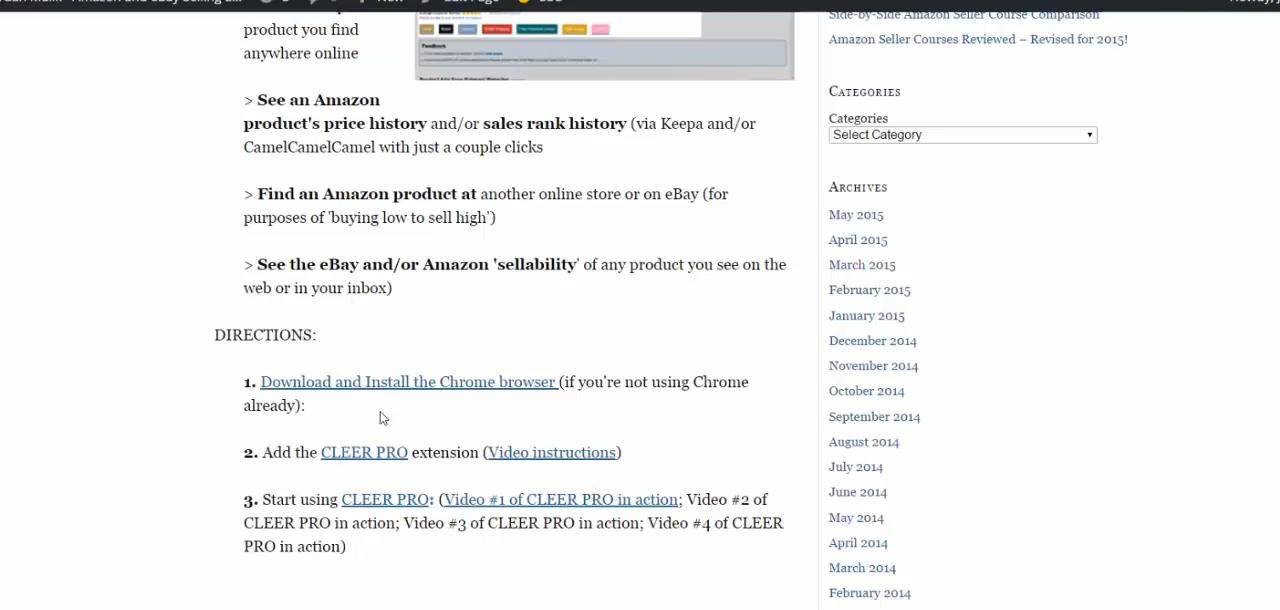 product you find
anywhere online
> See an Amazon
product's price history and/or sales rank history (via Keepa and/or
CamelCamelCamel with just a couple clicks
> Find an Amazon product at another online store or on eBay (for
purposes of 'buying low to sell high')
> See the eBay and/or Amazon 'sellability' of any product you see on the
web or in your inbox)
DIRECTIONS:
1. Download and Install the Chrome browser (if you're not using Chrome
already):
2. Add the CLEER PRO extension (Video instructions)
3. Start using CLEER PRO: (Video #1 of CLEER PRO in action; Video #2 of
CLEER PRO in action; Video #3 of CLEER PRO in action; Video #4 of CLEER
PRO in action)
Side-by-Side Amazon Seller Course Comparison
Amazon Seller Courses Reviewed – Revised for 2015!
CATEGORIES
Categories
Select Category
ARCHIVES
May 2015
April 2015
March 2015
February 2015
January 2015
December 2014
November 2014
October 2014
September 2014
August 2014
July 2014
June 2014
May 2014
April 2014
March 2014
February 2014